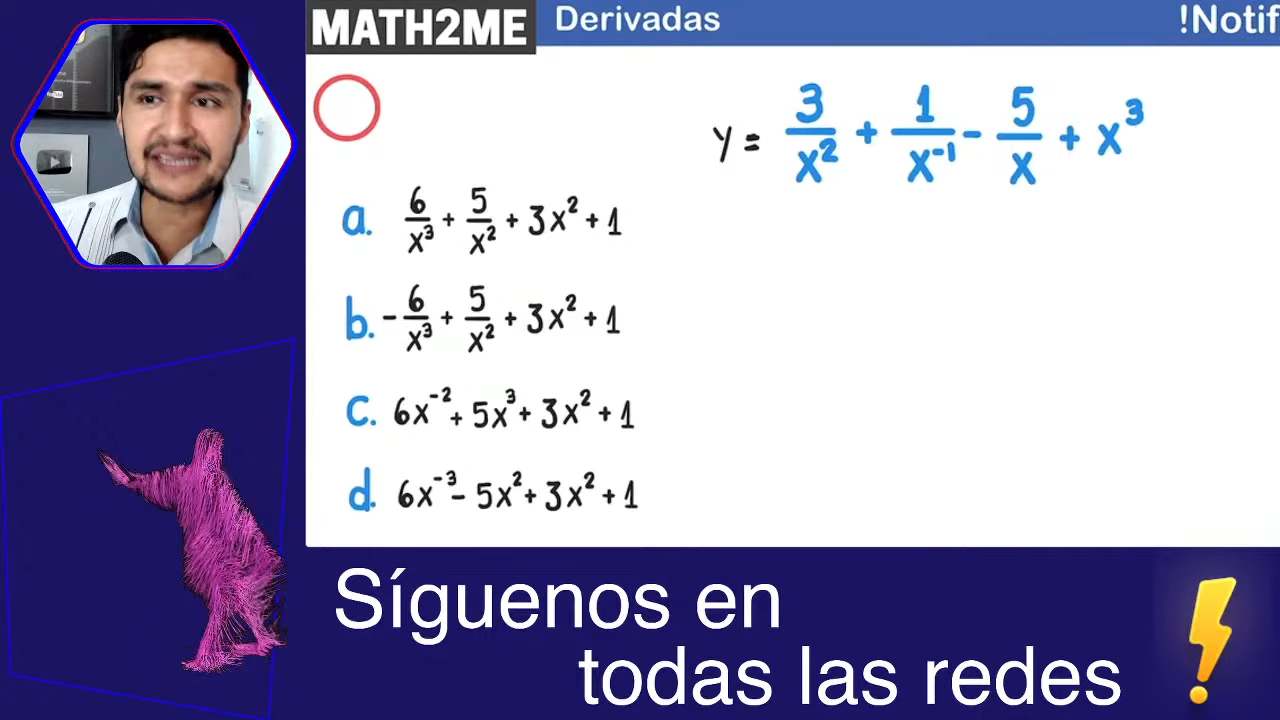 MATH2ME
Derivadas
!Notif
y = 3/x² + 1/x⁻¹ - 5/x + x³
a. 6/x³ + 5/x² + 3x² + 1
b. -6/x³ + 5/x² + 3x² + 1
c. 6x⁻² + 5x³ + 3x² + 1
d. 6x⁻³ - 5x² + 3x² + 1
Síguenos en
todas las redes